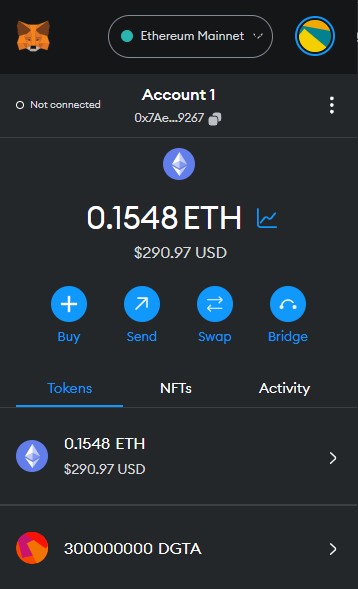 Ethereum Mainnet
Not connected
Account 1
0x7Ae...9267
0.1548 ETH
$290.97 USD
Buy
Send
Swap
Bridge
Tokens
NFTs
Activity
0.1548 ETH
$290.97 USD
300000000 DGTA